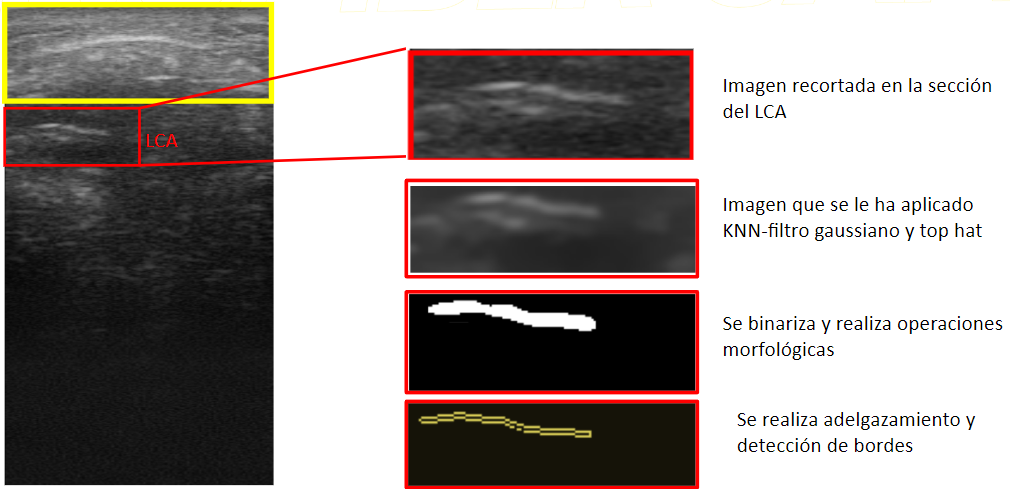 LCA
Imagen recortada en la sección
del LCA
Imagen que se le ha aplicado
KNN-filtro gaussiano y top hat
Se binariza y realiza operaciones
morfológicas
Se realiza adelgazamiento y
detección de bordes